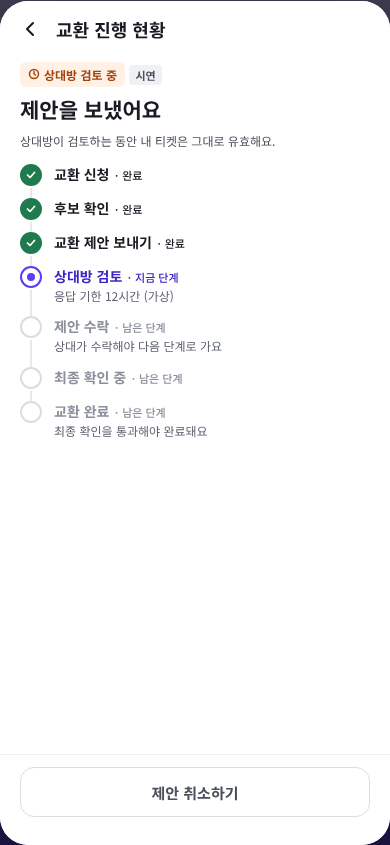 교환 진행 현황
상대방 검토 중 시연
제안을 보냈어요
상대방이 검토하는 동안 내 티켓은 그대로 유효해요.
교환 신청 · 완료
후보 확인 · 완료
교환 제안 보내기 · 완료
상대방 검토 · 지금 단계
응답 기한 12시간 (가상)
제안 수락 · 남은 단계
상대가 수락해야 다음 단계로 가요
최종 확인 중 · 남은 단계
교환 완료 · 남은 단계
최종 확인을 통과해야 완료돼요
제안 취소하기